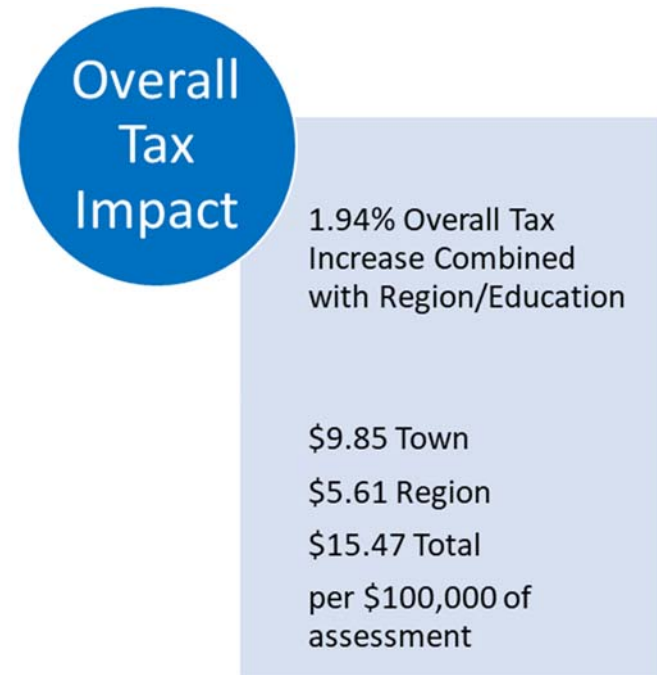 Overall
Tax
Impact
1.94% Overall Tax
Increase Combined
with Region/Education
$9.85 Town
$5.61 Region
$15.47 Total
per $100,000 of
assessment